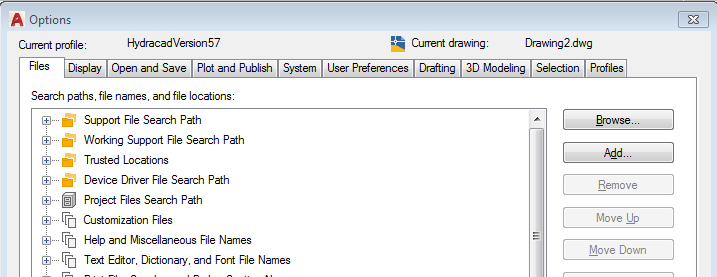 Options
Current profile: HydracadVersion57 Current drawing: Drawing2.dwg
Files Display Open and Save Plot and Publish System User Preferences Drafting 3D Modeling Selection Profiles
Search paths, file names, and file locations:
Support File Search Path
Browse...
Working Support File Search Path
Trusted Locations
Add...
Device Driver File Search Path
Remove
Project Files Search Path
Customization Files
Move Up
Help and Miscellaneous File Names
Move Down
Text Editor, Dictionary, and Font File Names